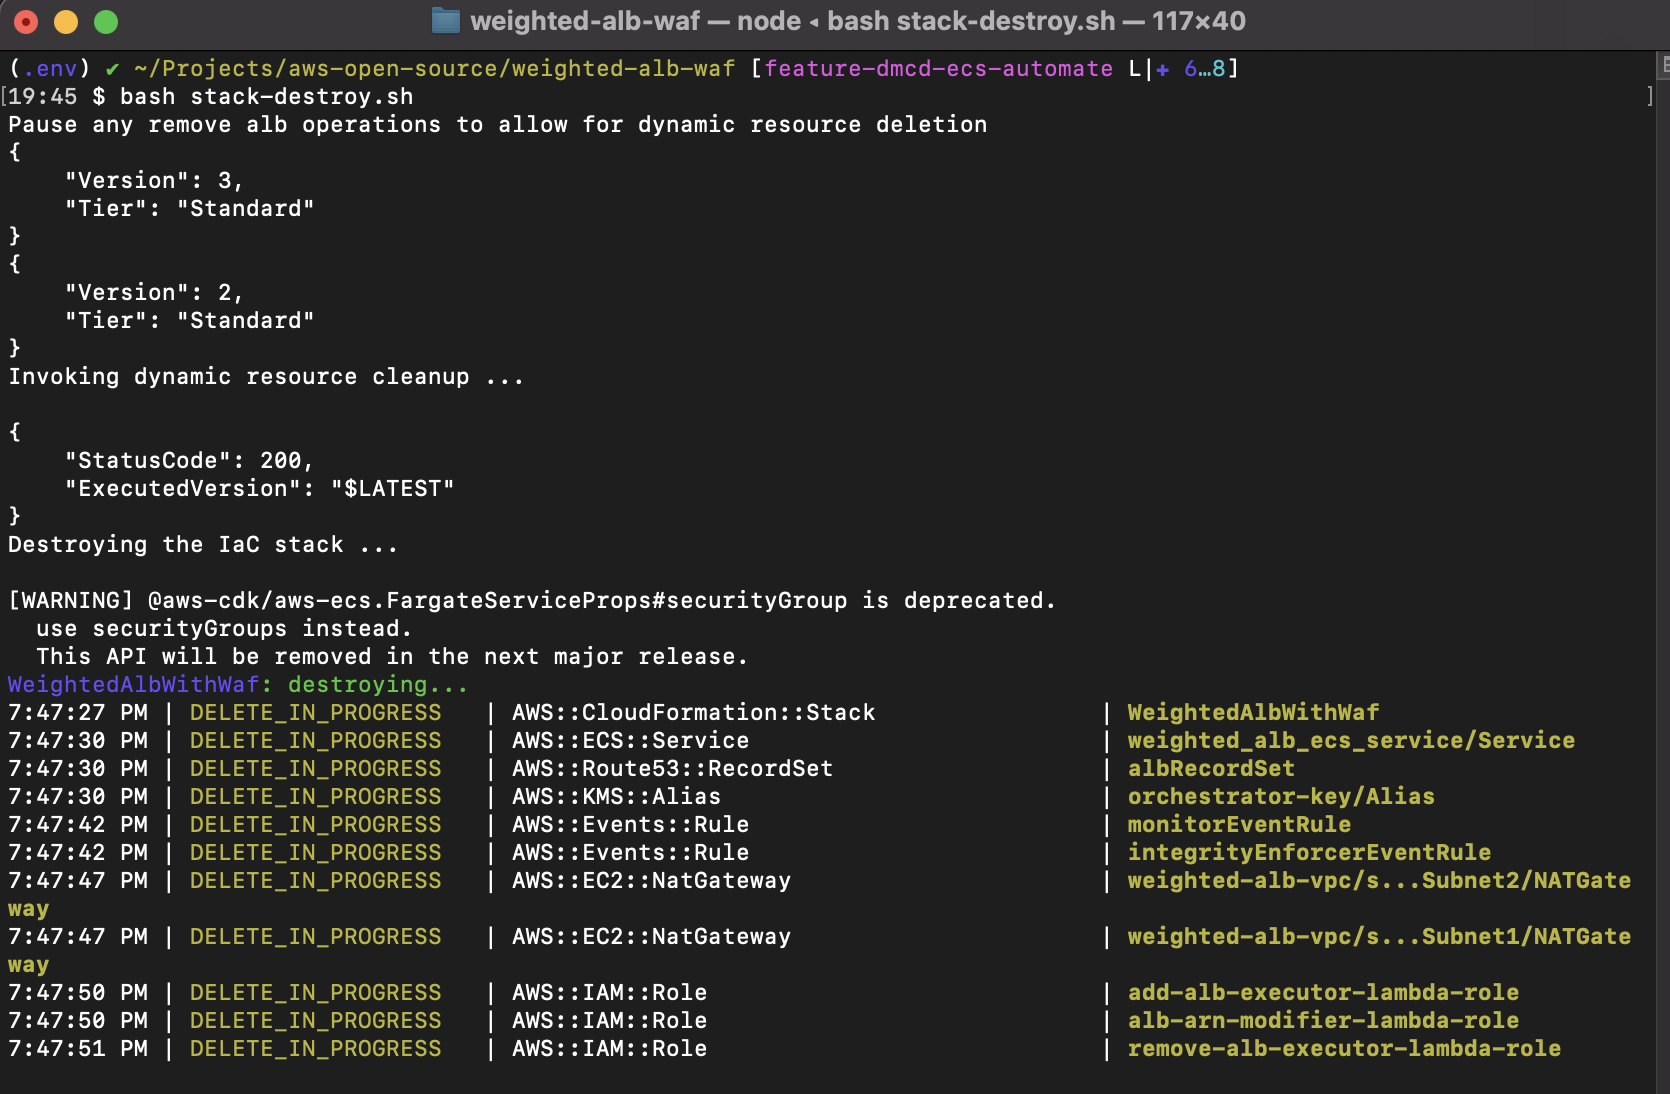 weighted-alb-waf — node ◂ bash stack-destroy.sh — 117×40
(.env) ✔ ~/Projects/aws-open-source/weighted-alb-waf [feature-dmcd-ecs-automate L|✚ 6…8]
[19:45 $ bash stack-destroy.sh ]
Pause any remove alb operations to allow for dynamic resource deletion
{
    "Version": 3,
    "Tier": "Standard"
}
{
    "Version": 2,
    "Tier": "Standard"
}
Invoking dynamic resource cleanup ...
{
    "StatusCode": 200,
    "ExecutedVersion": "$LATEST"
}
Destroying the IaC stack ...
[WARNING] @aws-cdk/aws-ecs.FargateServiceProps#securityGroup is deprecated.
  use securityGroups instead.
  This API will be removed in the next major release.
WeightedAlbWithWaf: destroying...
7:47:27 PM | DELETE_IN_PROGRESS   | AWS::CloudFormation::Stack                | WeightedAlbWithWaf
7:47:30 PM | DELETE_IN_PROGRESS   | AWS::ECS::Service                         | weighted_alb_ecs_service/Service
7:47:30 PM | DELETE_IN_PROGRESS   | AWS::Route53::RecordSet                   | albRecordSet
7:47:30 PM | DELETE_IN_PROGRESS   | AWS::KMS::Alias                           | orchestrator-key/Alias
7:47:42 PM | DELETE_IN_PROGRESS   | AWS::Events::Rule                         | monitorEventRule
7:47:42 PM | DELETE_IN_PROGRESS   | AWS::Events::Rule                         | integrityEnforcerEventRule
7:47:47 PM | DELETE_IN_PROGRESS   | AWS::EC2::NatGateway                      | weighted-alb-vpc/s...Subnet2/NATGate
way
7:47:47 PM | DELETE_IN_PROGRESS   | AWS::EC2::NatGateway                      | weighted-alb-vpc/s...Subnet1/NATGate
way
7:47:50 PM | DELETE_IN_PROGRESS   | AWS::IAM::Role                            | add-alb-executor-lambda-role
7:47:50 PM | DELETE_IN_PROGRESS   | AWS::IAM::Role                            | alb-arn-modifier-lambda-role
7:47:51 PM | DELETE_IN_PROGRESS   | AWS::IAM::Role                            | remove-alb-executor-lambda-role